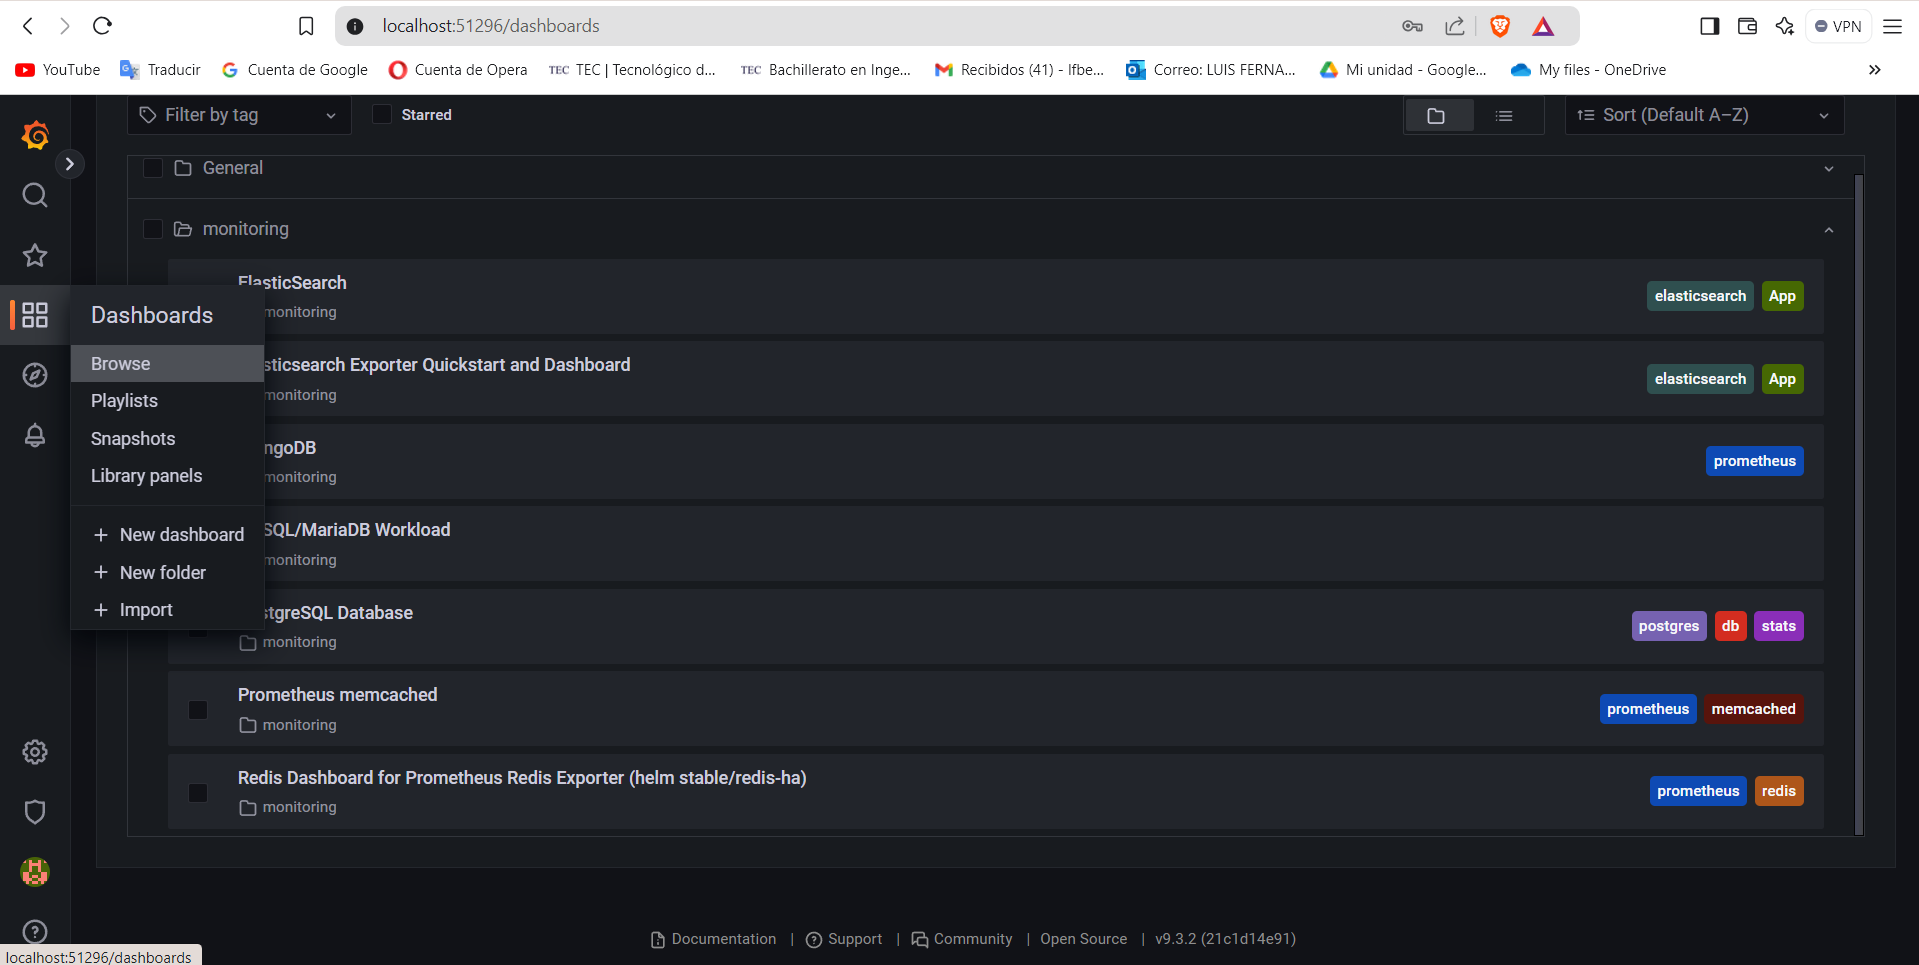 localhost:51296/dashboards
VPN
YouTube
Traducir
Cuenta de Google
Cuenta de Opera
TEC TEC | Tecnológico d...
TEC Bachillerato en Inge...
Recibidos (41) - lfbe...
Correo: LUIS FERNA...
Mi unidad - Google...
My files - OneDrive
Filter by tag
Starred
Sort (Default A–Z)
General
monitoring
ElasticSearch
monitoring
elasticsearch App
Dashboards
Browse
Playlists
Snapshots
Library panels
New dashboard
New folder
Import
sticsearch Exporter Quickstart and Dashboard
monitoring
elasticsearch App
ngoDB
monitoring
prometheus
SQL/MariaDB Workload
monitoring
stgreSQL Database
monitoring
postgres db stats
Prometheus memcached
monitoring
prometheus memcached
Redis Dashboard for Prometheus Redis Exporter (helm stable/redis-ha)
monitoring
prometheus redis
Documentation | Support | Community | Open Source | v9.3.2 (21c1d14e91)
localhost:51296/dashboards